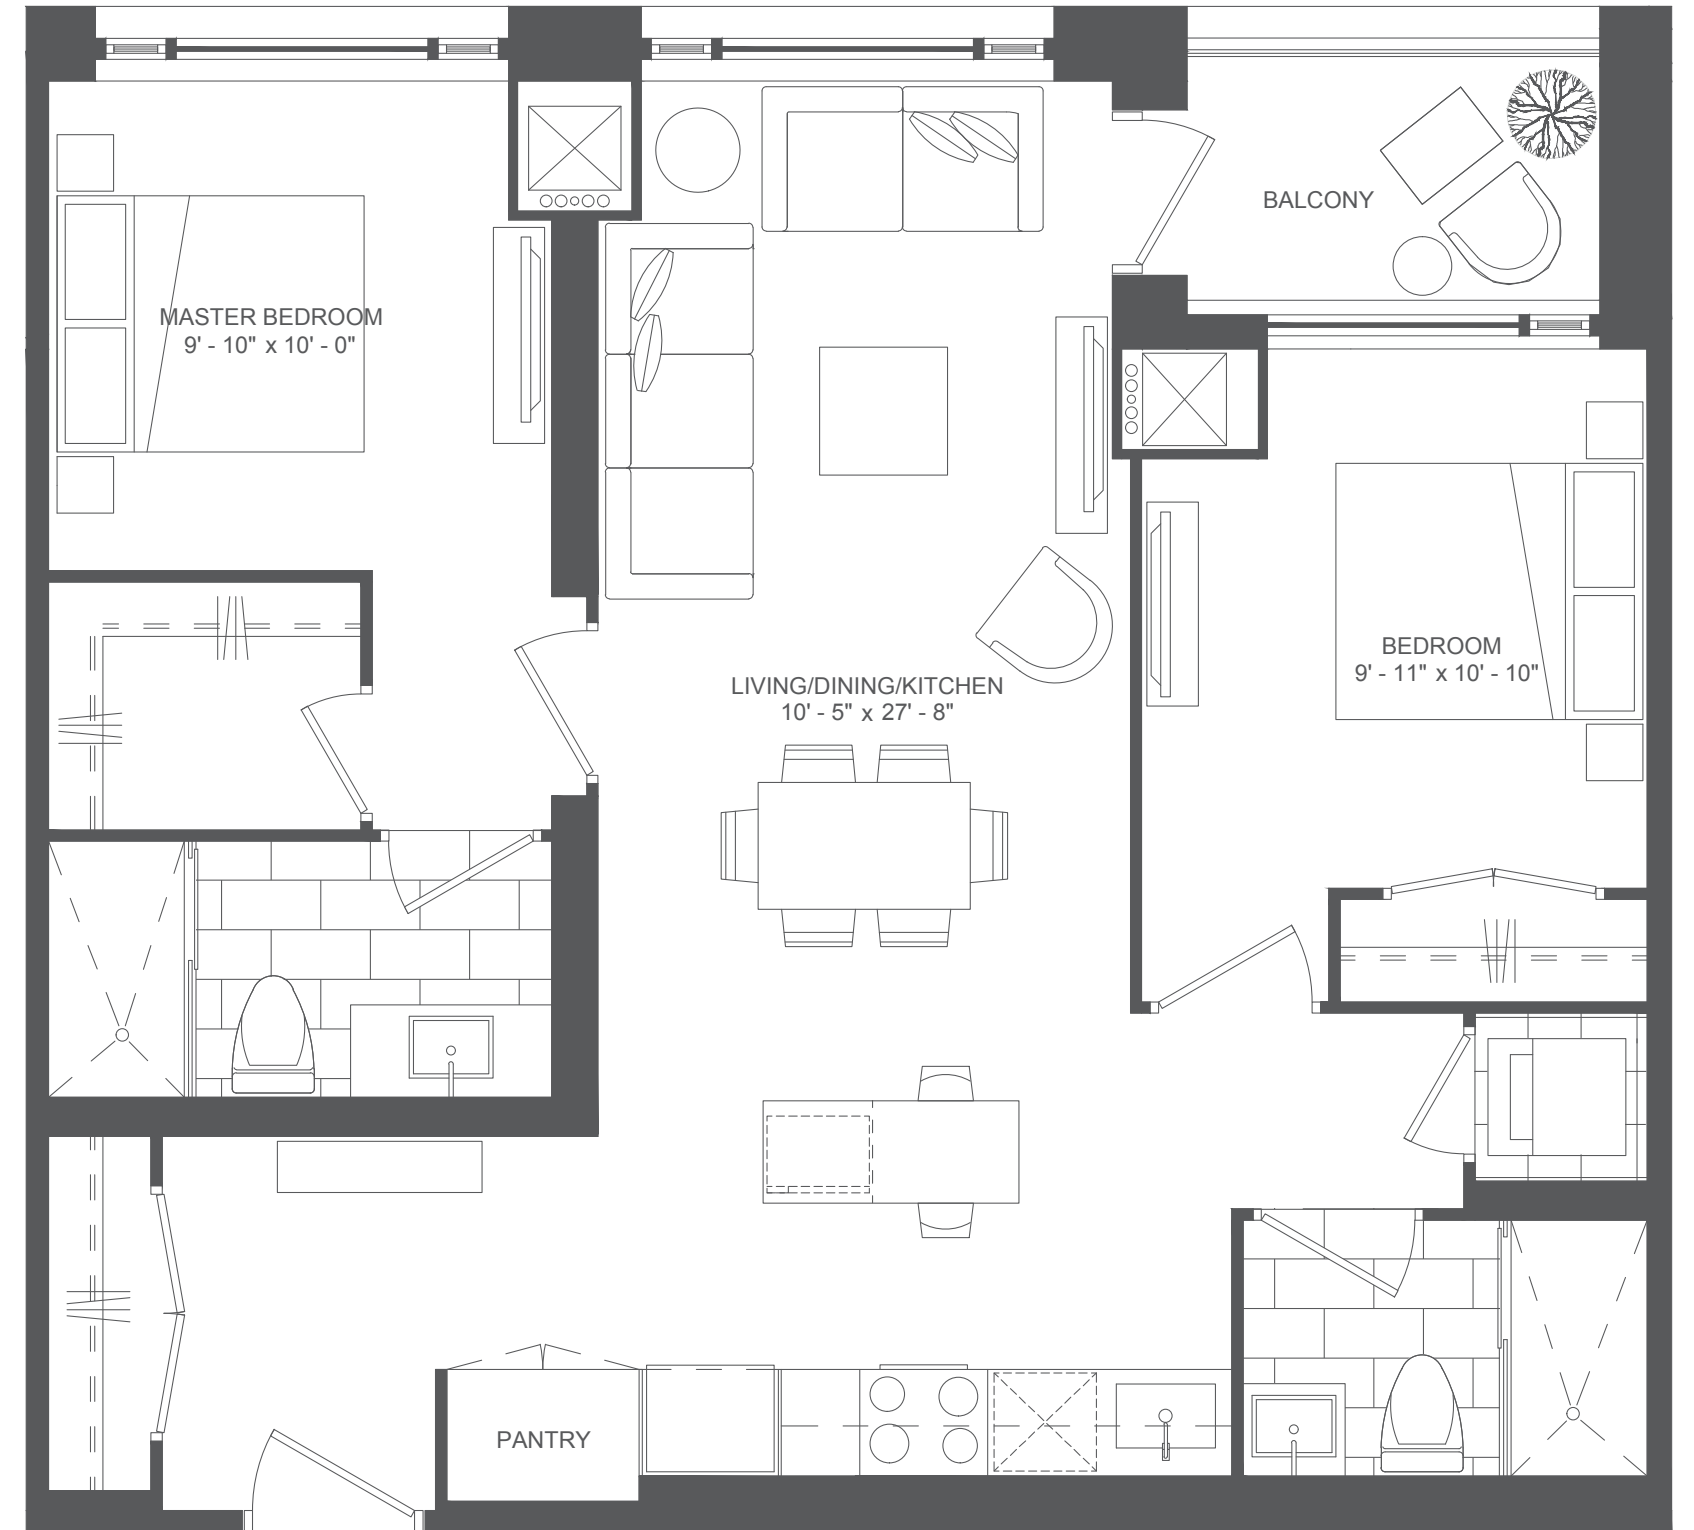 BALCONY
MASTER BEDROOM
9' - 10" x 10' - 0"
BEDROOM
9' - 11" x 10' - 10"
LIVING/DINING/KITCHEN
10' - 5" x 27' - 8"
PANTRY